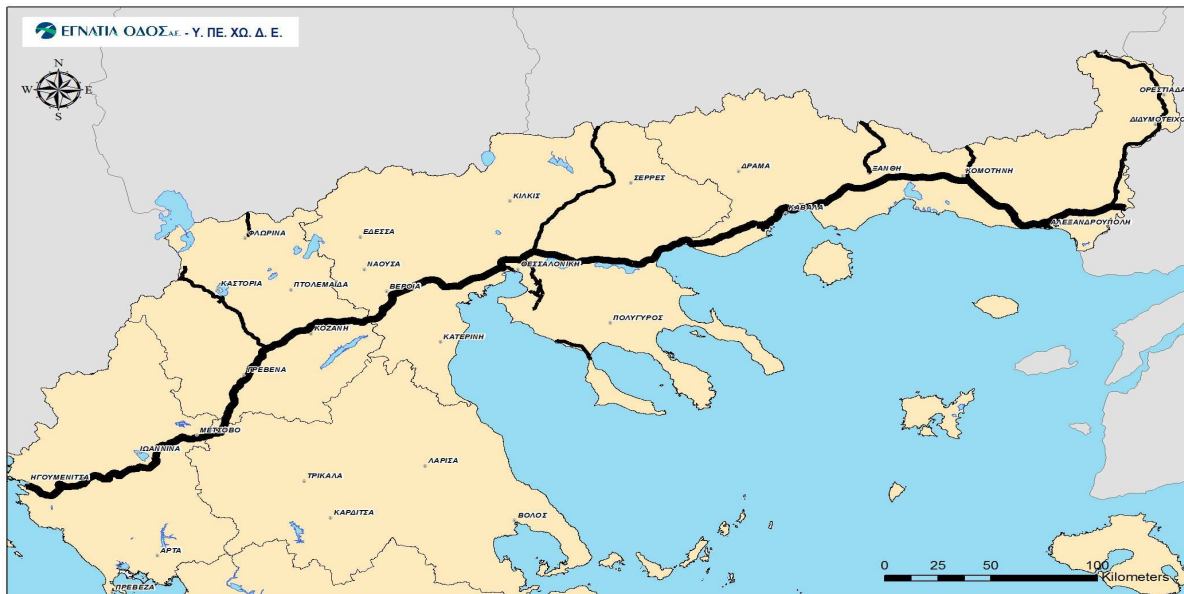 ΕΓΝΑΤΙΑ ΟΔΟΣ Α.Ε. - Υ. ΠΕ. ΧΩ. Δ. Ε.
N
W E
S
ΟΡΕΣΤΙΑΔΑ
ΔΙΔΥΜΟΤΕΙΧΟ
ΔΡΑΜΑ
ΞΑΝΘΗ
ΚΟΜΟΤΗΝΗ
ΣΕΡΡΕΣ
ΚΙΛΚΙΣ
ΚΑΒΑΛΑ
ΑΛΕΞΑΝΔΡΟΥΠΟΛΗ
ΦΛΩΡΙΝΑ
ΕΔΕΣΣΑ
ΝΑΟΥΣΑ
ΘΕΣΣΑΛΟΝΙΚΗ
ΚΑΣΤΟΡΙΑ
ΠΤΟΛΕΜΑΪΔΑ
ΒΕΡΟΙΑ
ΚΟΖΑΝΗ
ΚΑΤΕΡΙΝΗ
ΠΟΛΥΓΥΡΟΣ
ΓΡΕΒΕΝΑ
ΜΕΤΣΟΒΟ
ΙΩΑΝΝΙΝΑ
ΗΓΟΥΜΕΝΙΤΣΑ
ΛΑΡΙΣΑ
ΤΡΙΚΑΛΑ
ΚΑΡΔΙΤΣΑ
ΒΟΛΟΣ
ΑΡΤΑ
ΠΡΕΒΕΖΑ
0 25 50 100
Kilometers